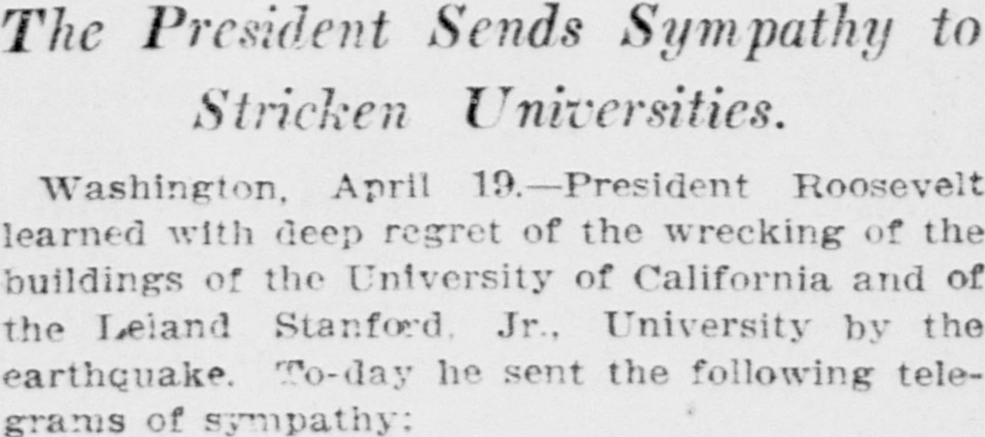 The President Sends Sympathy to
Stricken Universities.
Washington, April 19.—President Roosevelt
learned with deep regret of the wrecking of the
buildings of the University of California and of
the Leland Stanford, Jr., University by the
earthquake. To-day he sent the following tele-
grams of sympathy: